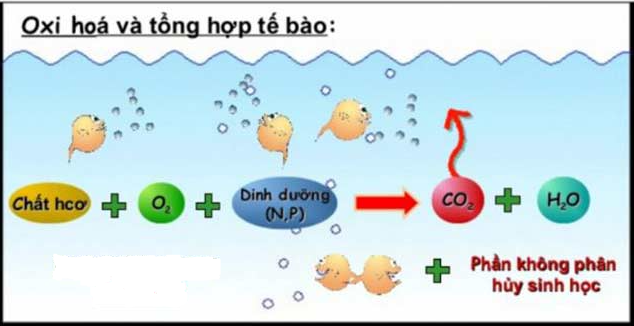 Oxi hoá và tổng hợp tế bào:
Chất hcơ + O₂ + Dinh dưỡng (N,P) → CO₂ + H₂O
+ Phần không phân
hủy sinh học